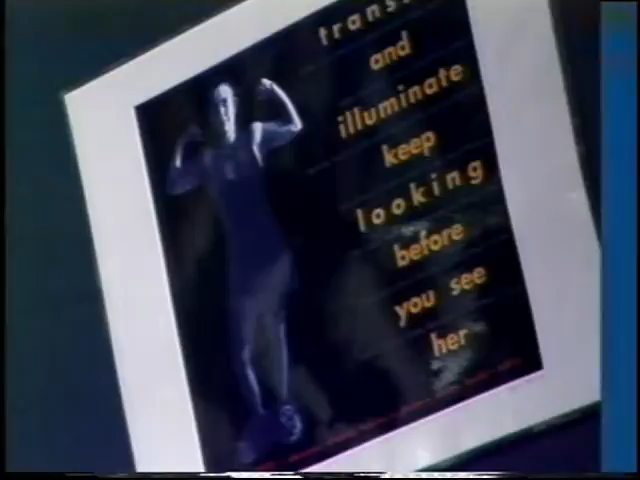 and
illuminate
keep
looking
before
you see
her